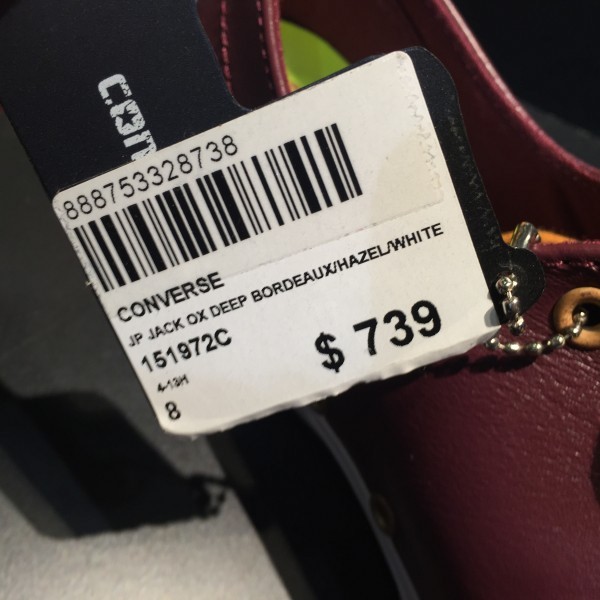 888753328738
CONVERSE
JP JACK OX DEEP BORDEAUX/HAZEL/WHITE
151972C
$ 739
4-13H
8